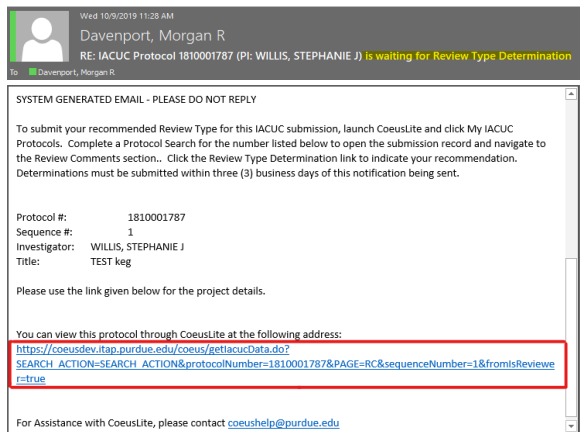 Wed 10/9/2019 11:28 AM
Davenport, Morgan R
RE: IACUC Protocol 1810001787 (PI: WILLIS, STEPHANIE J) is waiting for Review Type Determination
To Davenport, Morgan R
SYSTEM GENERATED EMAIL - PLEASE DO NOT REPLY
To submit your recommended Review Type for this IACUC submission, launch CoeusLite and click My IACUC
Protocols. Complete a Protocol Search for the number listed below to open the submission record and navigate to
the Review Comments section.. Click the Review Type Determination link to indicate your recommendation.
Determinations must be submitted within three (3) business days of this notification being sent.
Protocol #: 1810001787
Sequence #: 1
Investigator: WILLIS, STEPHANIE J
Title: TEST keg
Please use the link given below for the project details.
You can view this protocol through CoeusLite at the following address:
https://coeusdev.itap.purdue.edu/coeus/getIacucData.do?
SEARCH_ACTION=SEARCH_ACTION&protocolNumber=1810001787&PAGE=RC&sequenceNumber=1&fromIsReviewe
r=true
For Assistance with CoeusLite, please contact coeushelp@purdue.edu